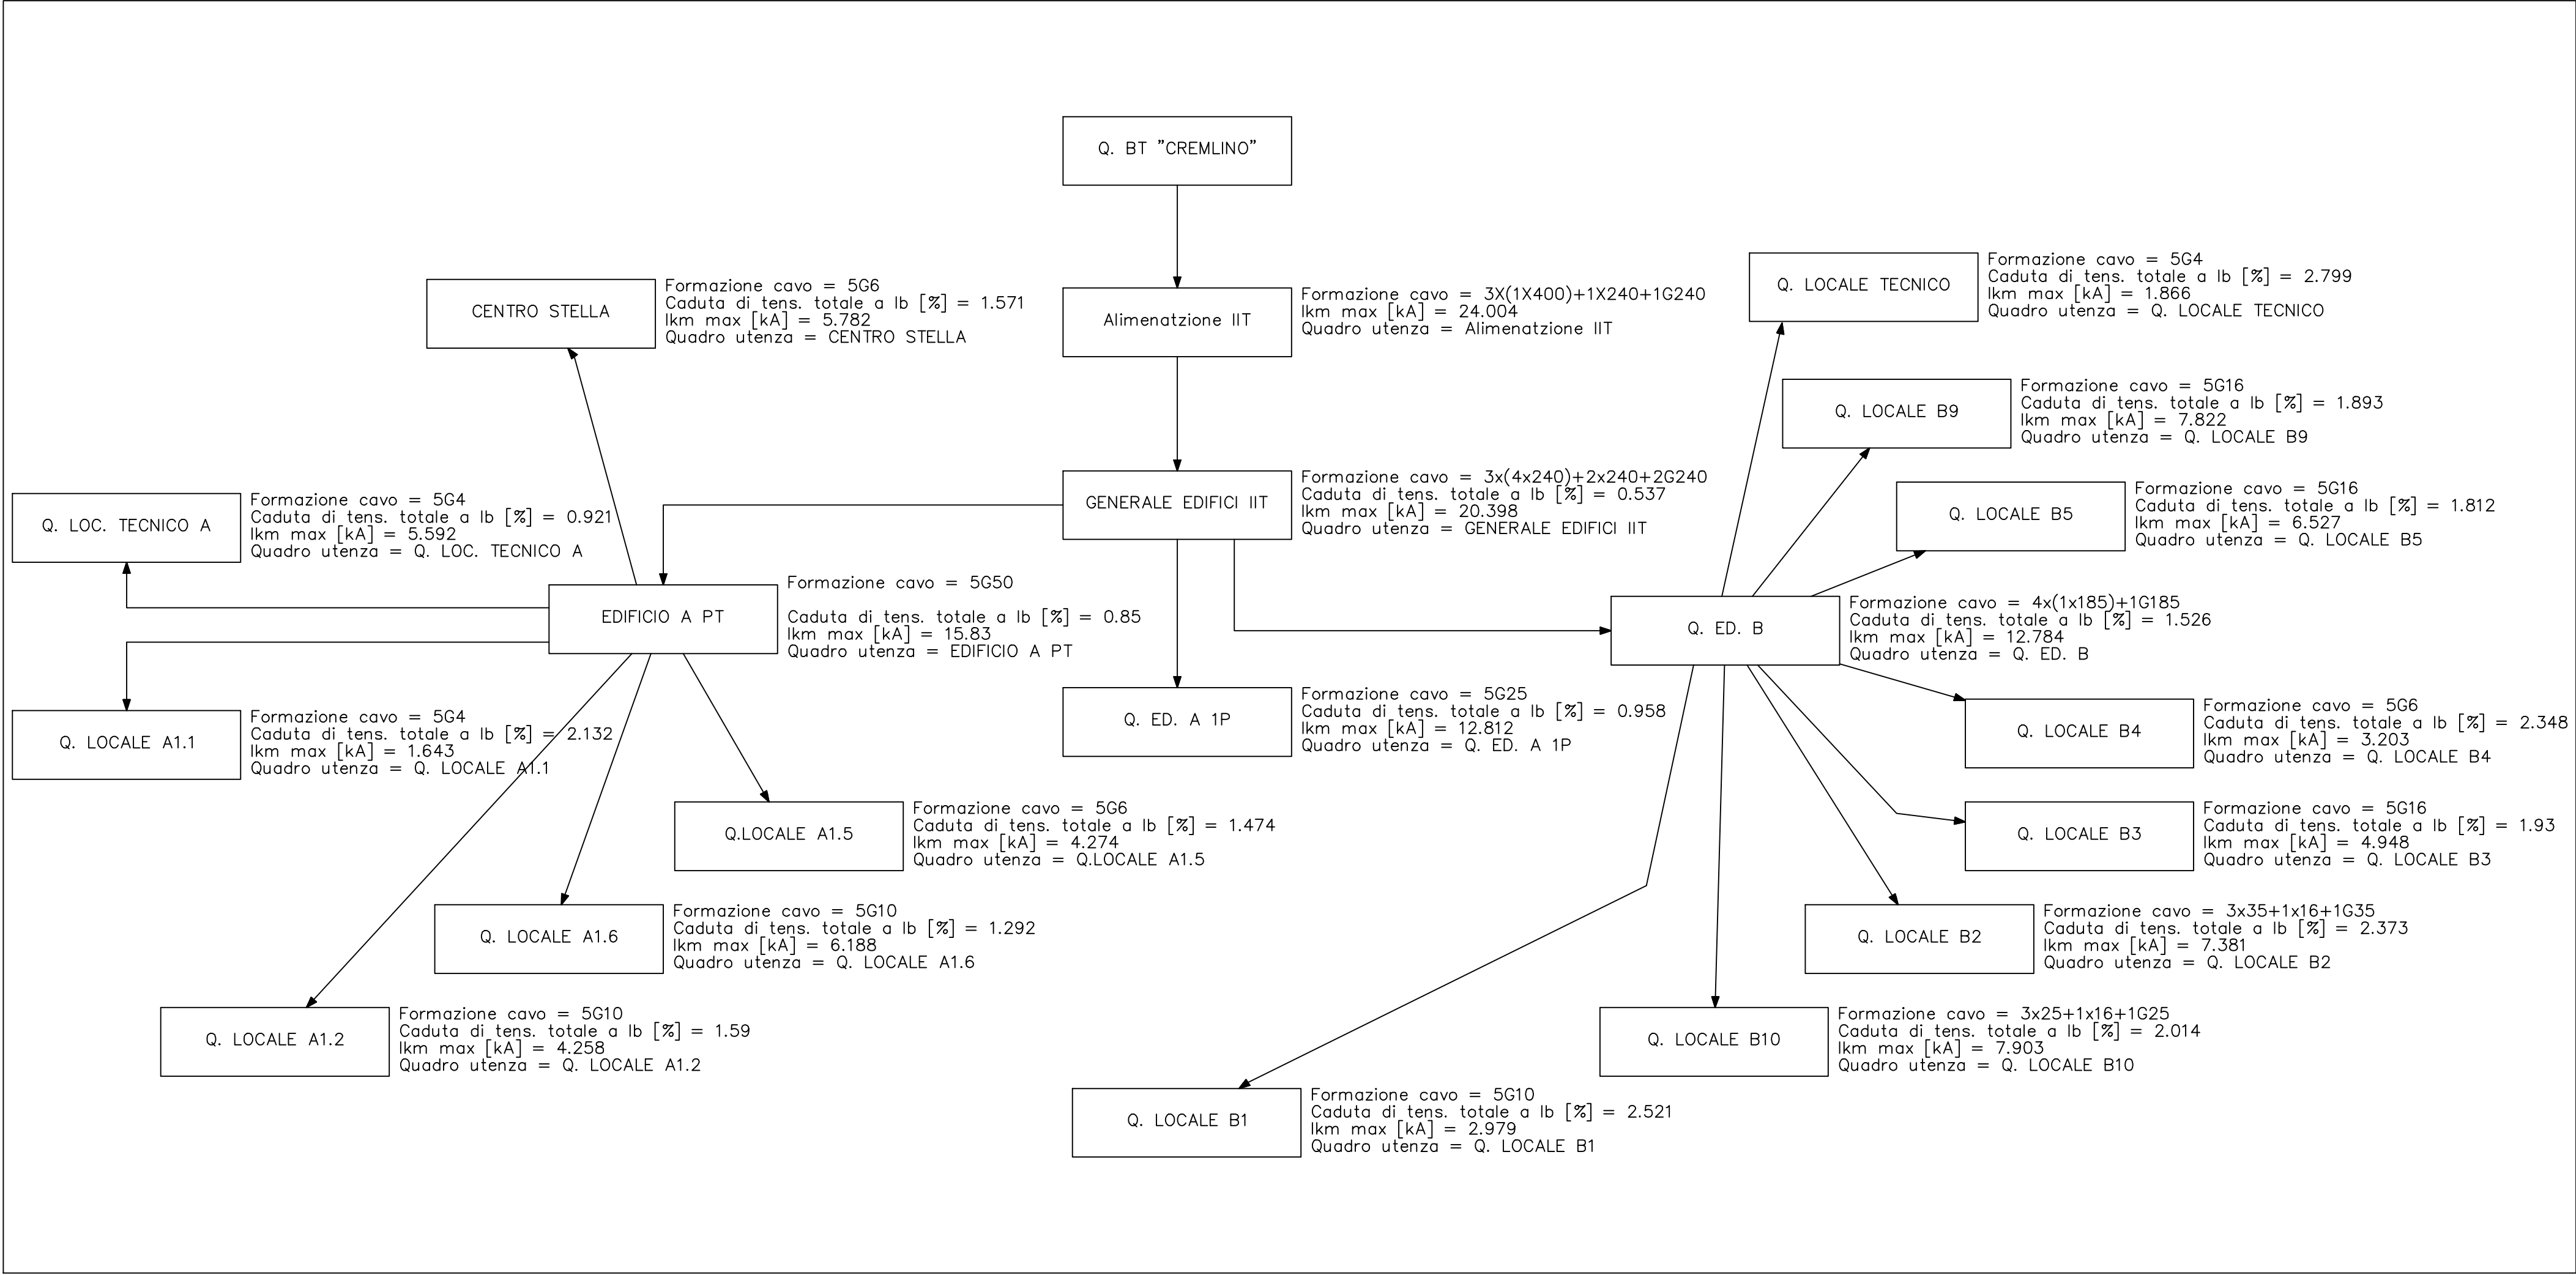 Q. BT "CREMLINO"
Alimenatzione IIT
Formazione cavo = 3X(1X400)+1X240+1G240
Ikm max [kA] = 24.004
Quadro utenza = Alimenatzione IIT
CENTRO STELLA
Formazione cavo = 5G6
Caduta di tens. totale a Ib [%] = 1.571
Ikm max [kA] = 5.782
Quadro utenza = CENTRO STELLA
Q. LOCALE TECNICO
Formazione cavo = 5G4
Caduta di tens. totale a Ib [%] = 2.799
Ikm max [kA] = 1.866
Quadro utenza = Q. LOCALE TECNICO
Q. LOCALE B9
Formazione cavo = 5G16
Caduta di tens. totale a Ib [%] = 1.893
Ikm max [kA] = 7.822
Quadro utenza = Q. LOCALE B9
GENERALE EDIFICI IIT
Formazione cavo = 3x(4x240)+2x240+2G240
Caduta di tens. totale a Ib [%] = 0.537
Ikm max [kA] = 20.398
Quadro utenza = GENERALE EDIFICI IIT
Q. LOCALE B5
Formazione cavo = 5G16
Caduta di tens. totale a Ib [%] = 1.812
Ikm max [kA] = 6.527
Quadro utenza = Q. LOCALE B5
Q. LOC. TECNICO A
Formazione cavo = 5G4
Caduta di tens. totale a Ib [%] = 0.921
Ikm max [kA] = 5.592
Quadro utenza = Q. LOC. TECNICO A
EDIFICIO A PT
Formazione cavo = 5G50
Caduta di tens. totale a Ib [%] = 0.85
Ikm max [kA] = 15.83
Quadro utenza = EDIFICIO A PT
Q. ED. B
Formazione cavo = 4x(1x185)+1G185
Caduta di tens. totale a Ib [%] = 1.526
Ikm max [kA] = 12.784
Quadro utenza = Q. ED. B
Q. LOCALE A1.1
Formazione cavo = 5G4
Caduta di tens. totale a Ib [%] = 2.132
Ikm max [kA] = 1.643
Quadro utenza = Q. LOCALE A1.1
Q. ED. A 1P
Formazione cavo = 5G25
Caduta di tens. totale a Ib [%] = 0.958
Ikm max [kA] = 12.812
Quadro utenza = Q. ED. A 1P
Q. LOCALE B4
Formazione cavo = 5G6
Caduta di tens. totale a Ib [%] = 2.348
Ikm max [kA] = 3.203
Quadro utenza = Q. LOCALE B4
Q.LOCALE A1.5
Formazione cavo = 5G6
Caduta di tens. totale a Ib [%] = 1.474
Ikm max [kA] = 4.274
Quadro utenza = Q.LOCALE A1.5
Q. LOCALE B3
Formazione cavo = 5G16
Caduta di tens. totale a Ib [%] = 1.93
Ikm max [kA] = 4.948
Quadro utenza = Q. LOCALE B3
Q. LOCALE A1.6
Formazione cavo = 5G10
Caduta di tens. totale a Ib [%] = 1.292
Ikm max [kA] = 6.188
Quadro utenza = Q. LOCALE A1.6
Q. LOCALE B2
Formazione cavo = 3x35+1x16+1G35
Caduta di tens. totale a Ib [%] = 2.373
Ikm max [kA] = 7.381
Quadro utenza = Q. LOCALE B2
Q. LOCALE A1.2
Formazione cavo = 5G10
Caduta di tens. totale a Ib [%] = 1.59
Ikm max [kA] = 4.258
Quadro utenza = Q. LOCALE A1.2
Q. LOCALE B10
Formazione cavo = 3x25+1x16+1G25
Caduta di tens. totale a Ib [%] = 2.014
Ikm max [kA] = 7.903
Quadro utenza = Q. LOCALE B10
Q. LOCALE B1
Formazione cavo = 5G10
Caduta di tens. totale a Ib [%] = 2.521
Ikm max [kA] = 2.979
Quadro utenza = Q. LOCALE B1